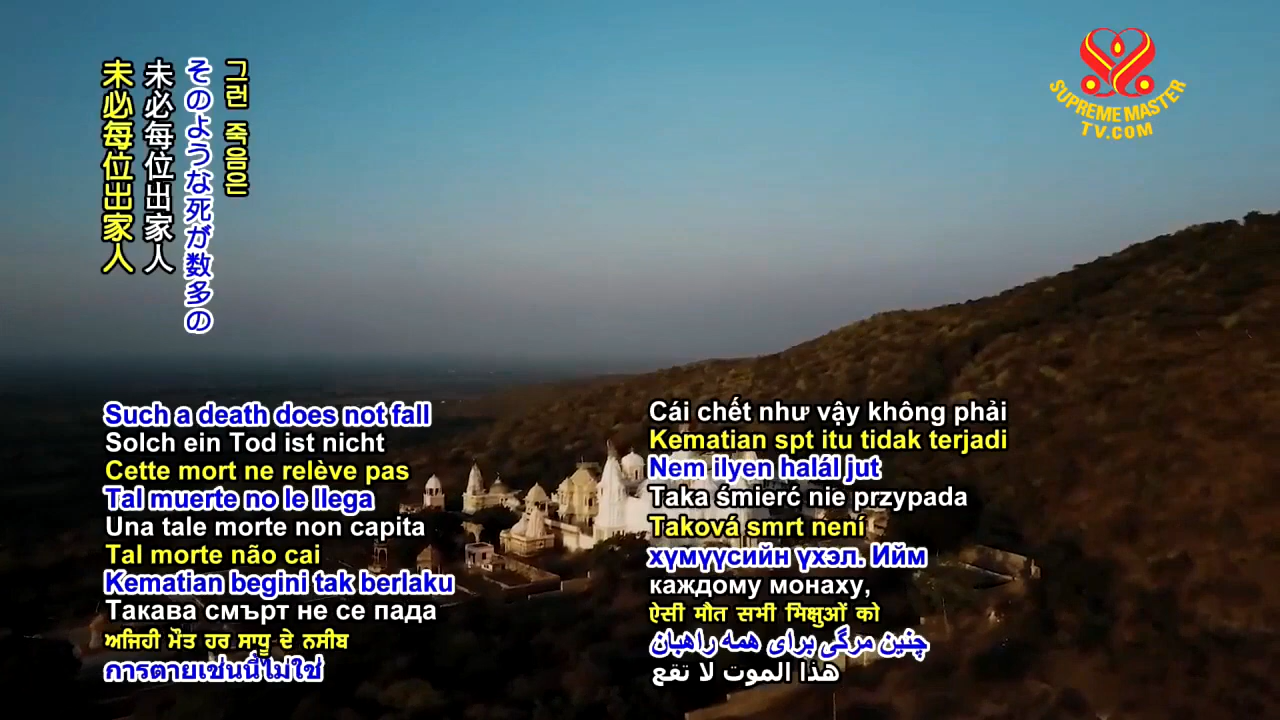 未必每位出家人
未必每位出家人
そのような死が数多の
그런 죽음은
SUPREME MASTER
TV.COM
Such a death does not fall
Solch ein Tod ist nicht
Cette mort ne relève pas
Tal muerte no le llega
Una tale morte non capita
Tal morte não cai
Kematian begini tak berlaku
Такава смърт не се пада
ਅਜਿਹੀ ਮੌਤ ਹਰ ਸਾਧੂ ਦੇ ਨਸੀਬ
การตายเช่นนี้ไม่ใช่
Cái chết như vậy không phải
Kematian spt itu tidak terjadi
Nem ilyen halál jut
Taka śmierć nie przypada
Taková smrt není
хүмүүсийн үхэл. Ийм
каждому монаху,
ऐसी मौत सभी भिक्षुओं को
چنین مرگی برای همه راهبان
هذا الموت لا تقع